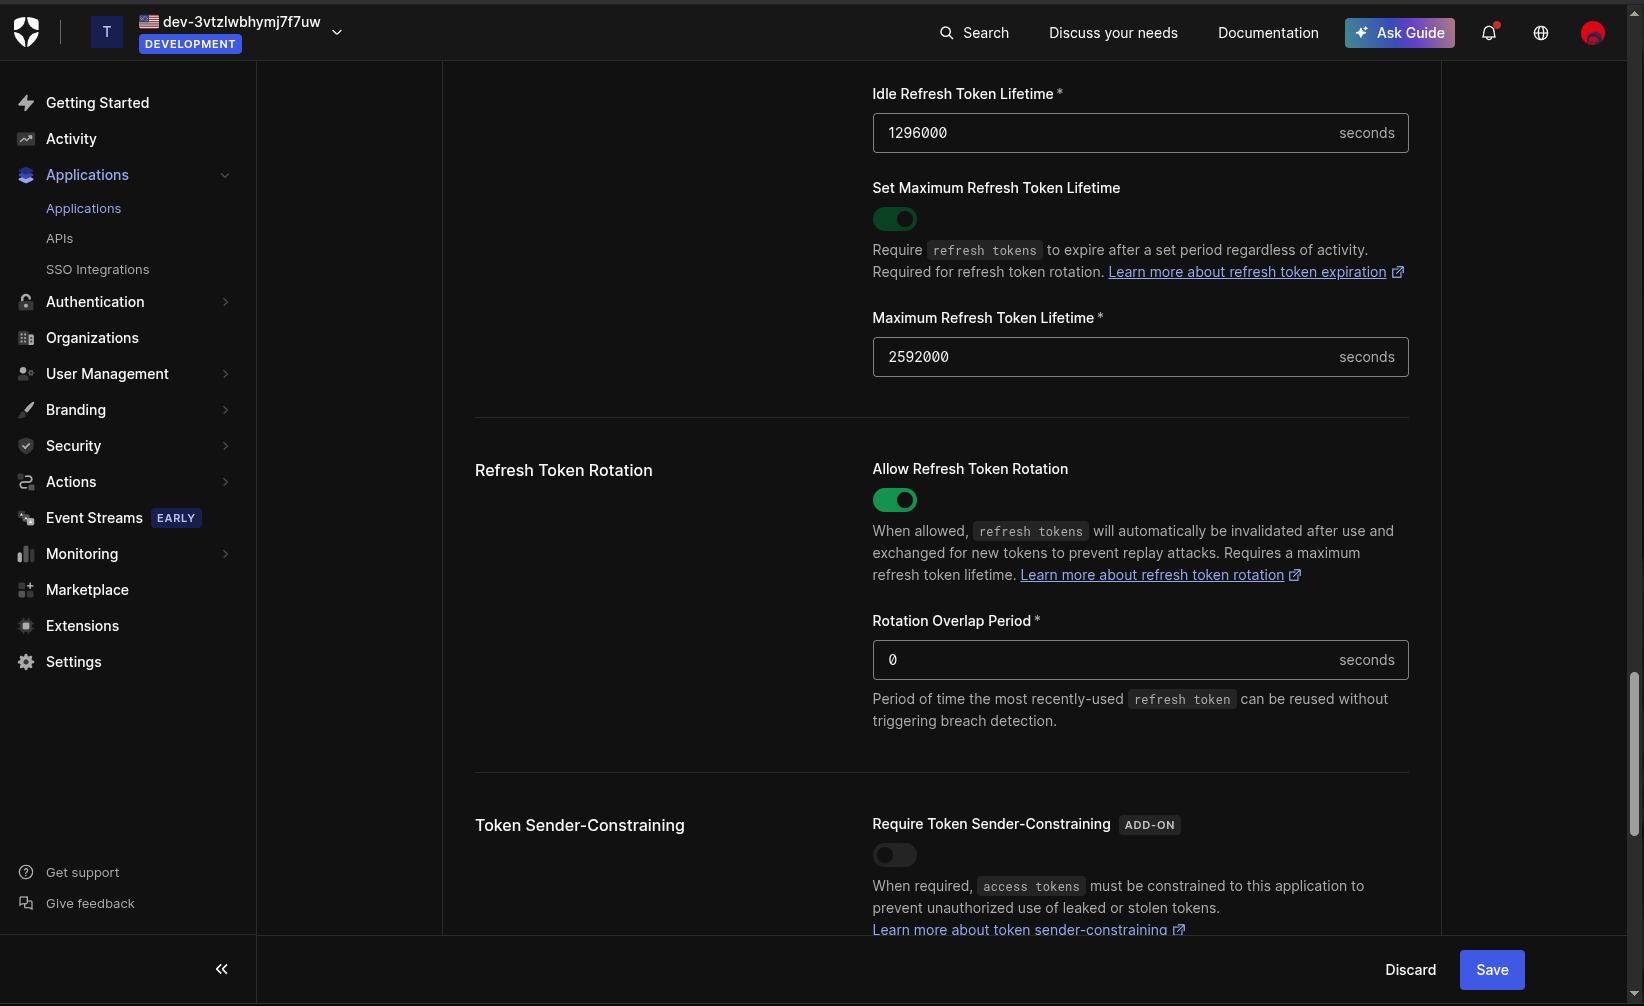 T
dev-3vtzlwbhymj7f7uw
DEVELOPMENT
Search
Discuss your needs
Documentation
Ask Guide
Getting Started
Activity
Applications
Applications
APIs
SSO Integrations
Authentication
Organizations
User Management
Branding
Security
Actions
Event Streams EARLY
Monitoring
Marketplace
Extensions
Settings
Get support
Give feedback
Idle Refresh Token Lifetime *
1296000 seconds
Set Maximum Refresh Token Lifetime
Require refresh tokens to expire after a set period regardless of activity.
Required for refresh token rotation. Learn more about refresh token expiration
Maximum Refresh Token Lifetime *
2592000 seconds
Refresh Token Rotation
Allow Refresh Token Rotation
When allowed, refresh tokens will automatically be invalidated after use and
exchanged for new tokens to prevent replay attacks. Requires a maximum
refresh token lifetime. Learn more about refresh token rotation
Rotation Overlap Period *
0 seconds
Period of time the most recently-used refresh token can be reused without
triggering breach detection.
Token Sender-Constraining
Require Token Sender-Constraining ADD-ON
When required, access tokens must be constrained to this application to
prevent unauthorized use of leaked or stolen tokens.
Learn more about token sender-constraining
Discard
Save